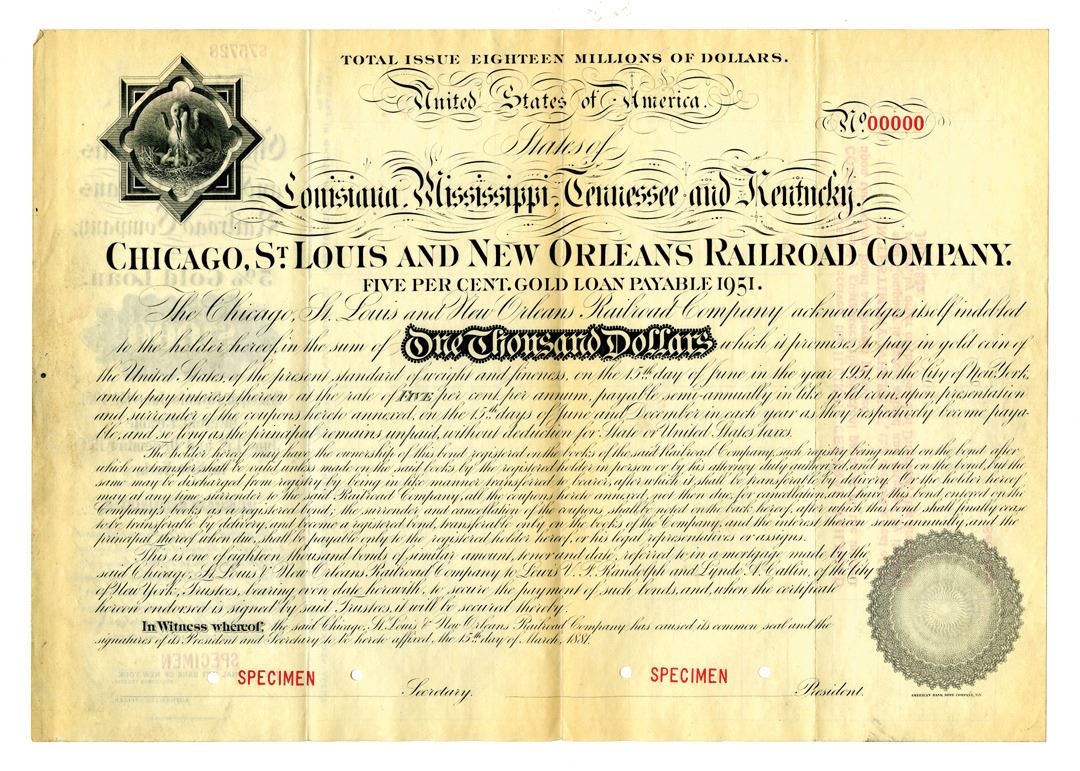 TOTAL ISSUE EIGHTEEN MILLIONS OF DOLLARS.
United States of America.
No 00000
States of
Louisiana, Mississippi, Tennessee and Kentucky.
CHICAGO, ST. LOUIS AND NEW ORLEANS RAILROAD COMPANY.
FIVE PER CENT. GOLD LOAN PAYABLE 1951.
The Chicago, St. Louis and New Orleans Railroad Company acknowledges itself indebted
to the holder hereof, in the sum of One Thousand Dollars which it promises to pay in gold coin of
the United States, of the present standard of weight and fineness, on the 15th day of June in the year 1951, in the City of New York,
and to pay interest thereon at the rate of FIVE per cent. per annum, payable semi-annually in like gold coin, upon presentation
and surrender of the coupons hereto annexed, on the 15th days of June and December in each year as they respectively become paya-
ble, and so long as the principal remains unpaid, without deduction for State or United States taxes.
The holder hereof may have the ownership of this bond registered on the books of the said Railroad Company, such registry being noted on the bond after
which no transfer shall be valid unless made on the said books by the registered holder in person or by his attorney duly authorized and noted on the bond, but the
same may be discharged from registry by being in like manner transferred to bearer, after which it shall be transferable by delivery. Or the holder hereof
may at any time surrender to the said Railroad Company, all the coupons hereto annexed, not then due, for cancellation, and have this bond entered on the
Company's books as a registered bond; the surrender, and cancellation of the coupons, shall be noted on the back hereof, after which this bond shall finally cease
to be transferable by delivery, and become a registered bond, transferable only on the books of the Company, and the interest thereon semi-annually, and the
principal thereof when due, shall be payable only to the registered holder hereof, or his legal representatives or assigns.
This is one of eighteen thousand bonds of similar amount, tenor and date, referred to in a mortgage made by the
said Chicago, St. Louis & New Orleans Railroad Company to Lewis V. F. Randolph and Lynde A. Catlin, of the City
of New York, Trustees, bearing even date herewith, to secure the payment of such bonds, and, when the certificate
hereon endorsed is signed by said Trustees, it will be secured thereby.
In Witness whereof, the said Chicago, St. Louis & New Orleans Railroad Company has caused its common seal and the
signatures of its President and Secretary to be hereto affixed, the 15th day of March, 1881.
SPECIMEN
SPECIMEN
Secretary.
President.
AMERICAN BANK NOTE COMPANY, N.Y.